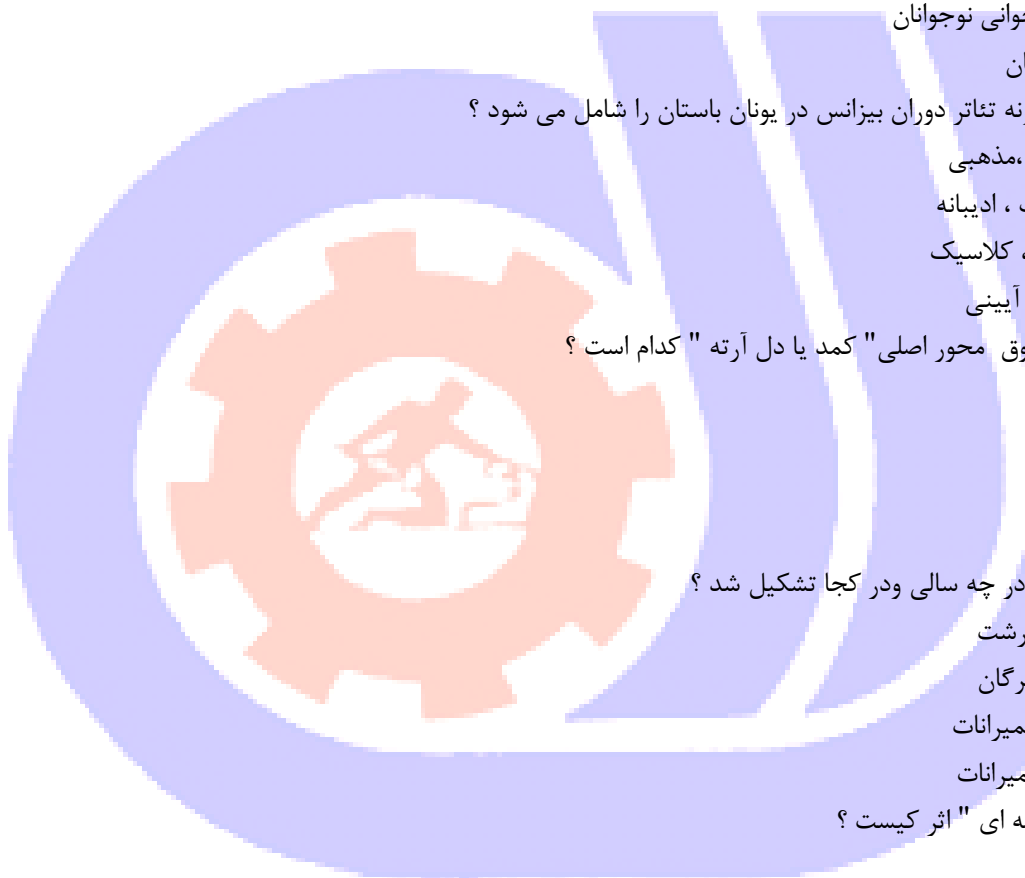 خوانی نوجوانان
ان
ونه تئاتر دوران بیزانس در یونان باستان را شامل می شود ؟
،مذهبی
، ادیبانه
، کلاسیک
آیینی
وق محور اصلی" کمد یا دل آرته " کدام است ؟
در چه سالی ودر کجا تشکیل شد ؟
رشت
رگان
میرانات
میرانات
ه ای " اثر کیست ؟